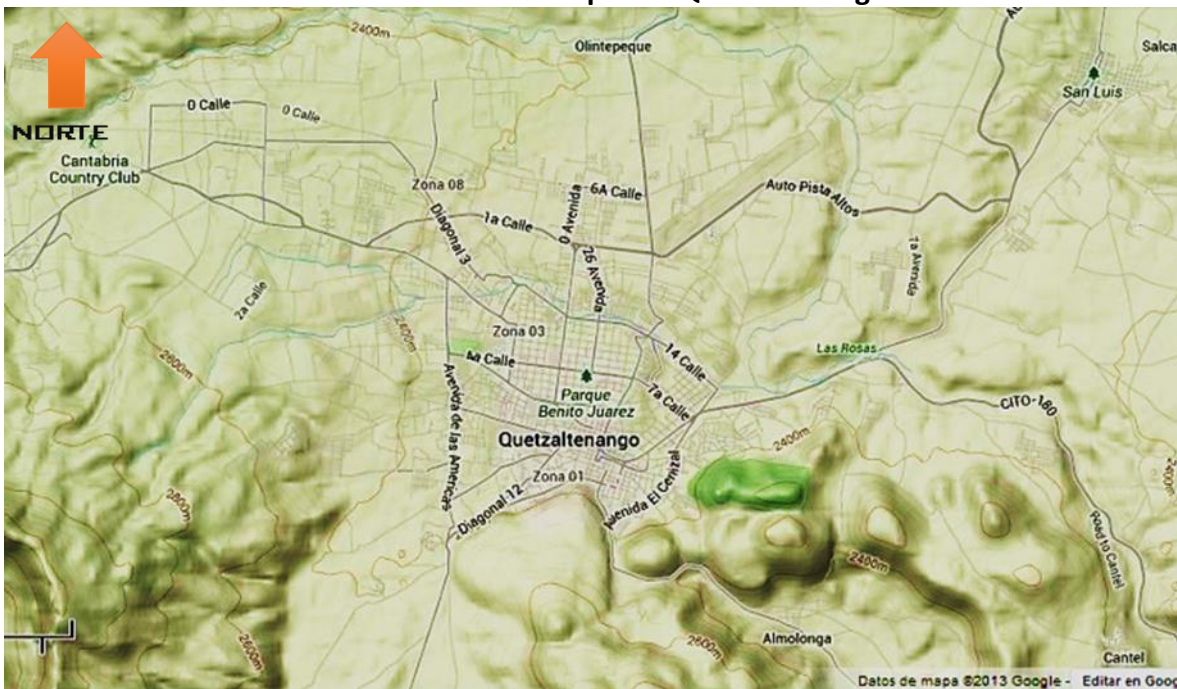 2400m
Olintepeque
Salca
San Luis
0 Calle
0 Calle
NORTE
Cantabria
Country Club
Zona 08
6A Calle
Auto Pista Altos
0 Avenida
1a Calle
Diagonal 3
26 Avenida
1a Avenida
2a Calle
2400m
Zona 03
14 Calle
Las Rosas
2600m
4a Calle
7a Calle
Parque
Benito Juarez
CITO-180
Avenida de las Americas
Quetzaltenango
2400m
Zona 01
2400m
2800m
Diagonal 12
Avenida El Cenizal
Road to Cantel
2400m
2600m
2600m
Almolonga
Cantel
Datos de mapa ©2013 Google - Editar en Goog